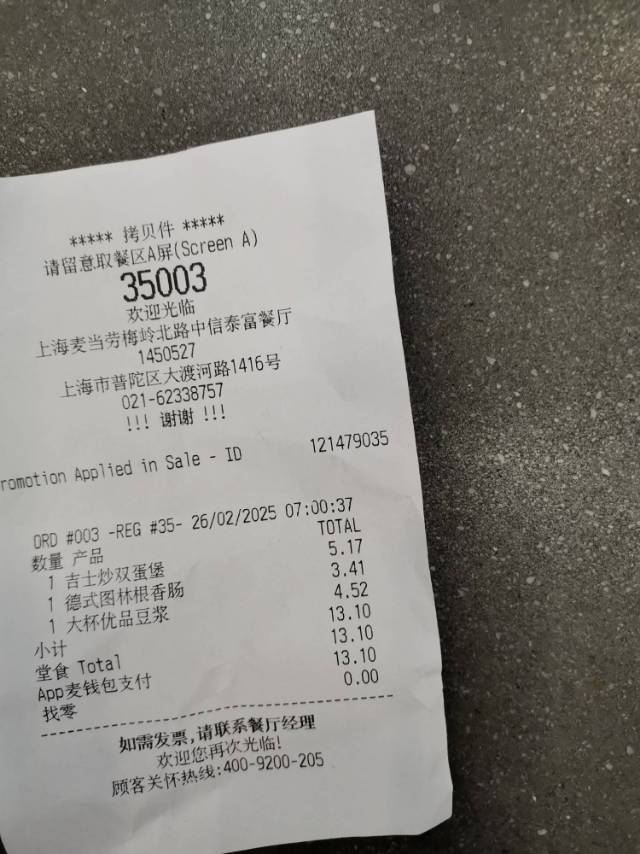 ***** 拷贝件 *****
请留意取餐区A屏(Screen A)
35003
欢迎光临
上海麦当劳梅岭北路中信泰富餐厅
1450527
上海市普陀区大渡河路1416号
021-62338757
!!! 谢谢 !!!
romotion Applied in Sale - ID 121479035
ORD #003 -REG #35- 26/02/2025 07:00:37
数量 产品 TOTAL
1 吉士炒双蛋堡 5.17
1 德式图林根香肠 3.41
1 大杯优品豆浆 4.52
小计 13.10
堂食 Total 13.10
App麦钱包支付 13.10
找零 0.00
如需发票,请联系餐厅经理
欢迎您再次光临!
顾客关怀热线:400-9200-205